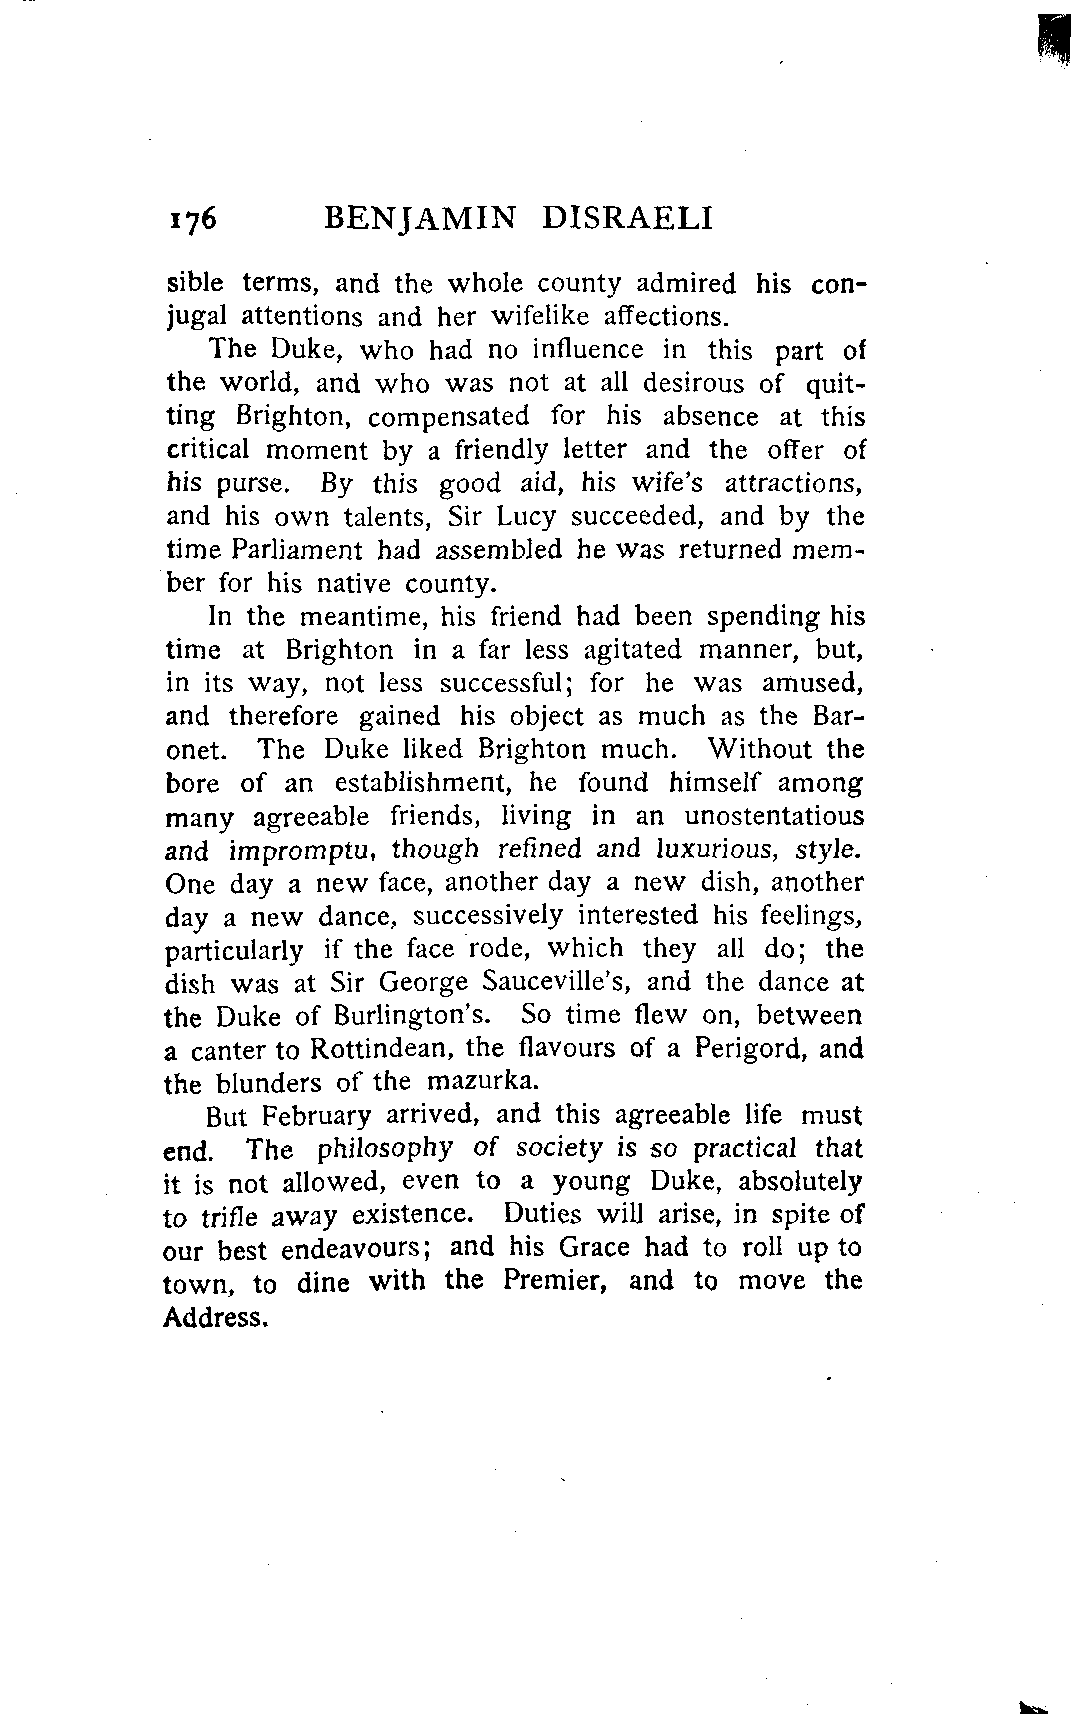 176 BENJAMIN DISRAELI
sible terms, and the whole county admired his con-
jugal attentions and her wifelike affections.
The Duke, who had no influence in this part of
the world, and who was not at all desirous of quit-
ting Brighton, compensated for his absence at this
critical moment by a friendly letter and the offer of
his purse. By this good aid, his wife's attractions,
and his own talents, Sir Lucy succeeded, and by the
time Parliament had assembled he was returned mem-
ber for his native county.
In the meantime, his friend had been spending his
time at Brighton in a far less agitated manner, but,
in its way, not less successful; for he was amused,
and therefore gained his object as much as the Bar-
onet. The Duke liked Brighton much. Without the
bore of an establishment, he found himself among
many agreeable friends, living in an unostentatious
and impromptu, though refined and luxurious, style.
One day a new face, another day a new dish, another
day a new dance, successively interested his feelings,
particularly if the face rode, which they all do; the
dish was at Sir George Sauceville's, and the dance at
the Duke of Burlington's. So time flew on, between
a canter to Rottindean, the flavours of a Perigord, and
the blunders of the mazurka.
But February arrived, and this agreeable life must
end. The philosophy of society is so practical that
it is not allowed, even to a young Duke, absolutely
to trifle away existence. Duties will arise, in spite of
our best endeavours; and his Grace had to roll up to
town, to dine with the Premier, and to move the
Address.